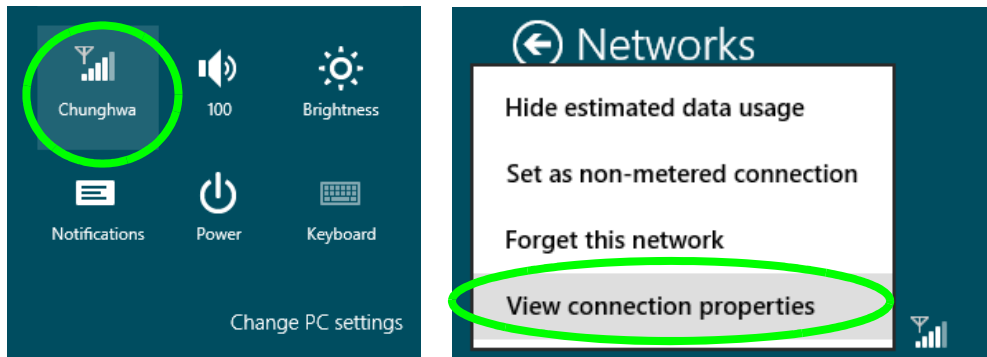 Chunghwa
100
Brightness
Notifications
Power
Keyboard
Change PC settings
Networks
Hide estimated data usage
Set as non-metered connection
Forget this network
View connection properties